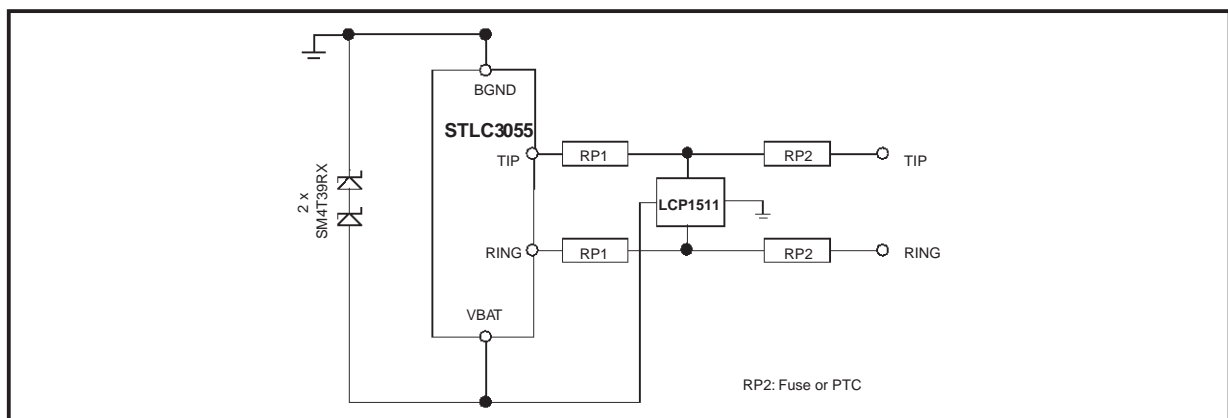 BGND
STLC3055
TIP
RP1
RP2
TIP
2 x
SM4T39RX
LCP1511
RING
RP1
RP2
RING
VBAT
RP2: Fuse or PTC